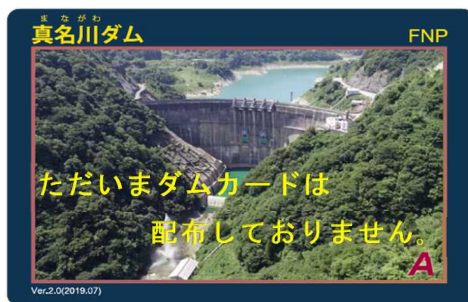 まながわ
真名川ダム
FNP
ただいまダムカードは
配布しておりません。
A
Ver.2.0(2019.07)